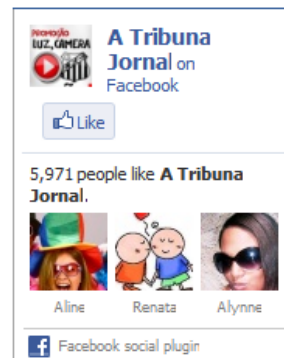 PROMOÇÃO
LUZ, CÂMERA
A Tribuna
Jornal on
Facebook
Like
5,971 people like A Tribuna
Jornal.
Aline Renata Alynne
Facebook social plugin